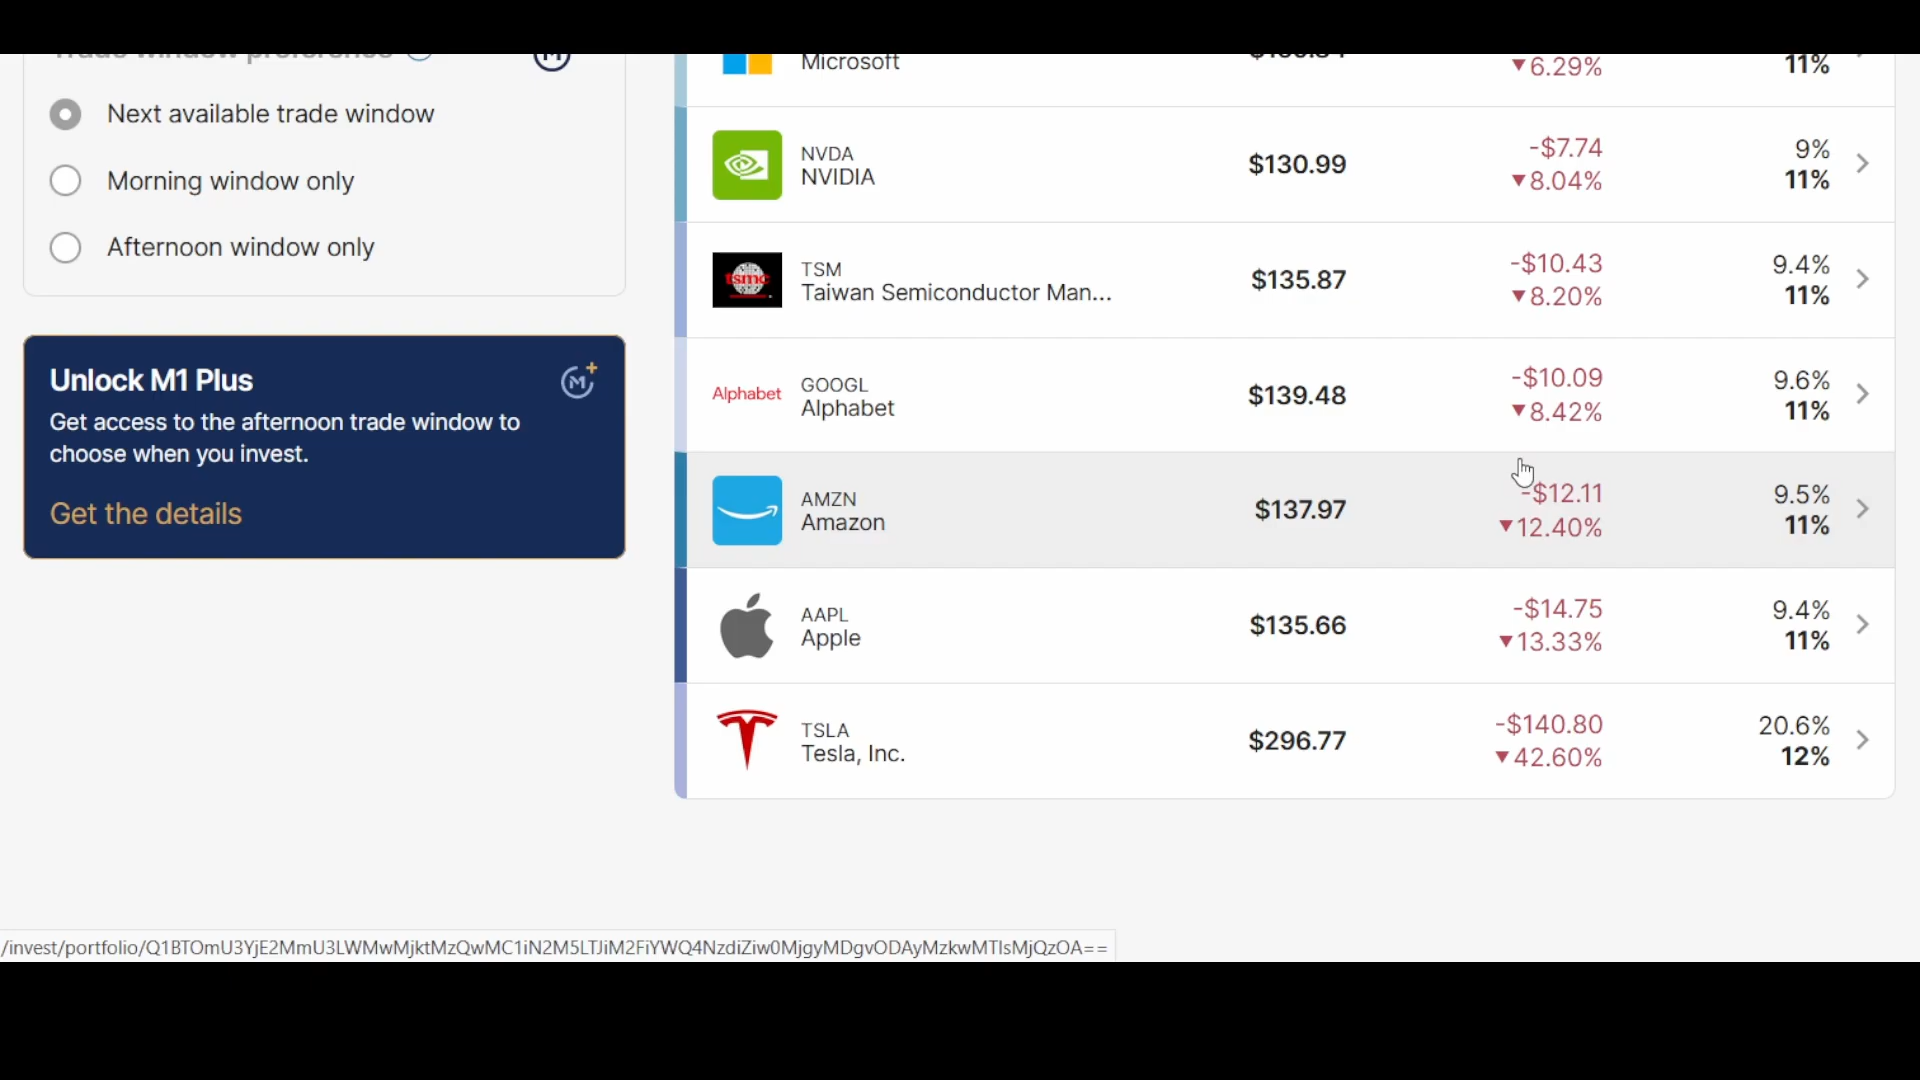 Trade window preference
Microsoft
▼6.29%
11%
Next available trade window
Morning window only
Afternoon window only
Unlock M1 Plus
Get access to the afternoon trade window to
choose when you invest.
Get the details
NVDA
NVIDIA
$130.99
-$7.74
▼8.04%
9%
11%
tsmc
TSM
Taiwan Semiconductor Man...
$135.87
-$10.43
▼8.20%
9.4%
11%
Alphabet
GOOGL
Alphabet
$139.48
-$10.09
▼8.42%
9.6%
11%
AMZN
Amazon
$137.97
-$12.11
▼12.40%
9.5%
11%
AAPL
Apple
$135.66
-$14.75
▼13.33%
9.4%
11%
TSLA
Tesla, Inc.
$296.77
-$140.80
▼42.60%
20.6%
12%
/invest/portfolio/Q1BTOmU3YjE2MmU3LWMwMjktMzQwMC1iN2M5LTJiM2FiYWQ4NzdiZiw0MjgyMDgvODAyMzkwMTIsMjQzOA==